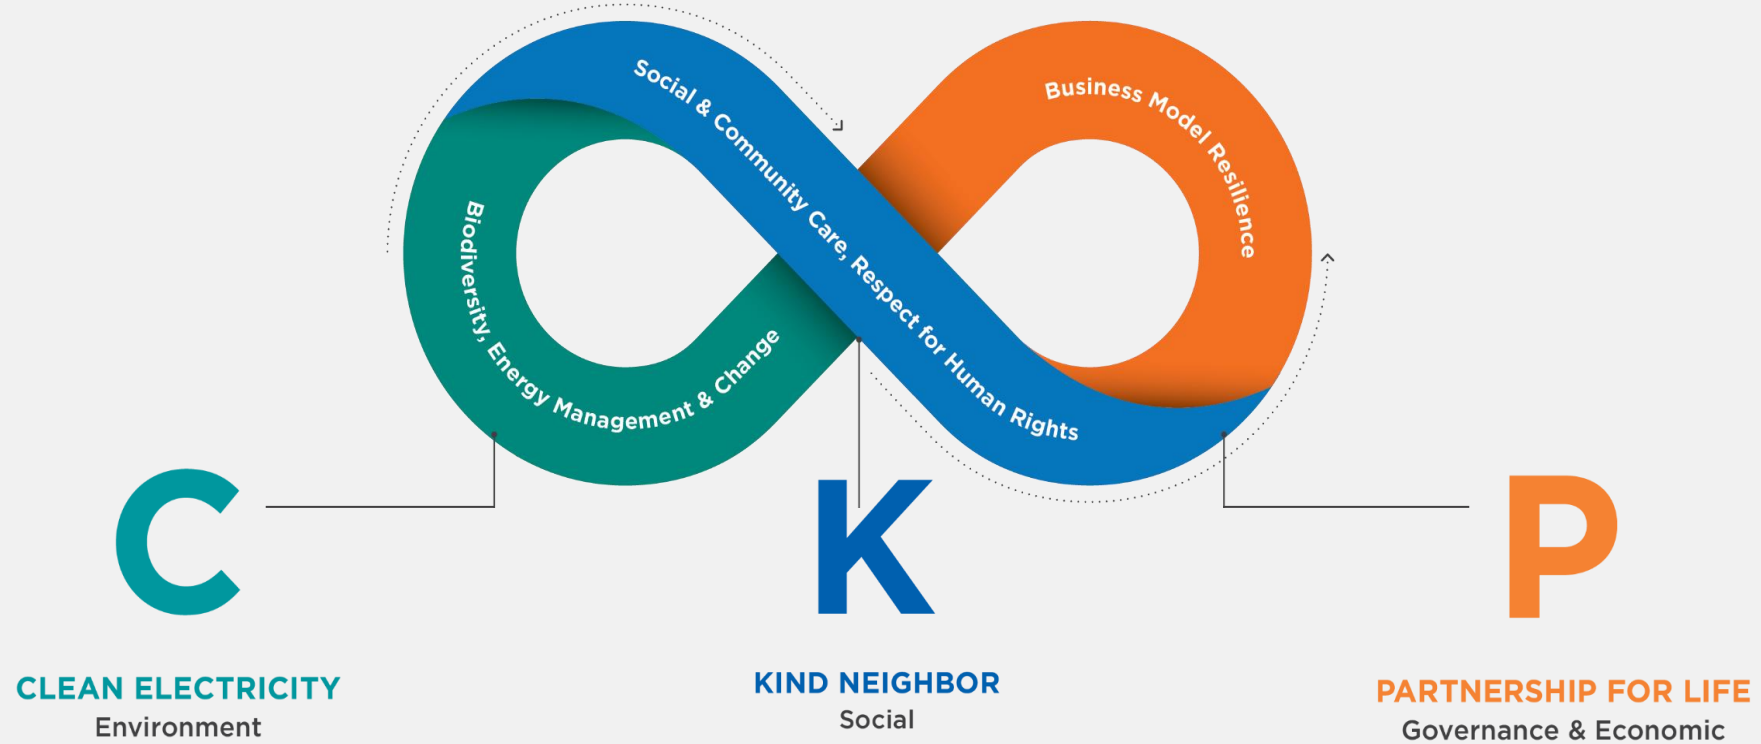 Social & Community Care, Respect for Human Rights
Business Model Resilience
Biodiversity, Energy Management & Change
C
K
P
CLEAN ELECTRICITY
Environment
KIND NEIGHBOR
Social
PARTNERSHIP FOR LIFE
Governance & Economic